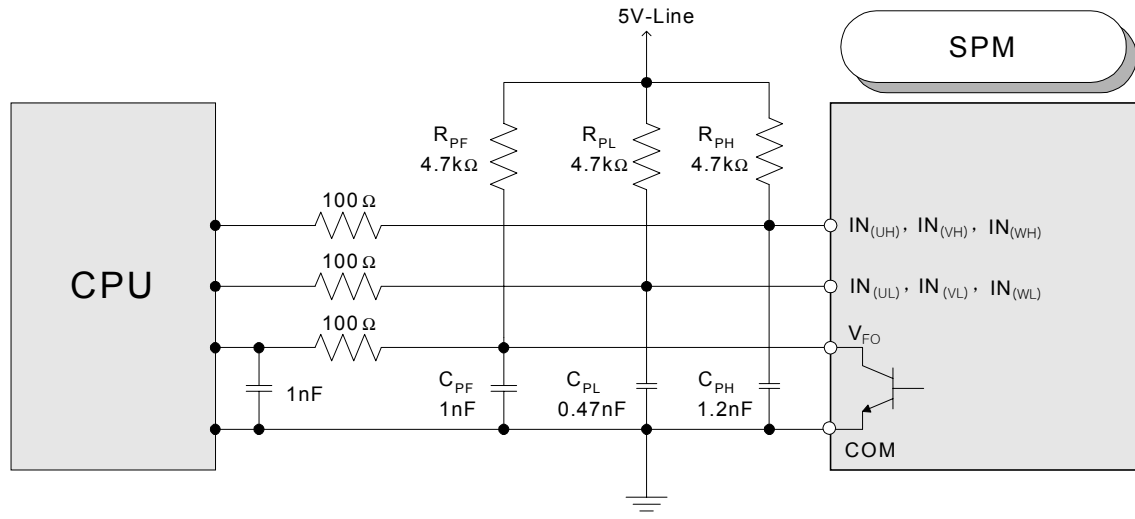 5V-Line
SPM
R_PF
4.7kΩ
R_PL
4.7kΩ
R_PH
4.7kΩ
100 Ω
IN(UH), IN(VH), IN(WH)
CPU
100 Ω
IN(UL), IN(VL), IN(WL)
100 Ω
V_FO
1nF
C_PF
1nF
C_PL
0.47nF
C_PH
1.2nF
COM